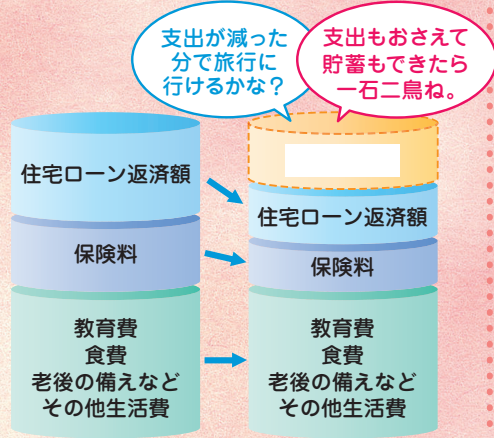 支出が減った
分で旅行に
行けるかな？
支出もおさえて
貯蓄もできたら
一石二鳥ね。
住宅ローン返済額
保険料
教育費
食費
老後の備えなど
その他生活費
住宅ローン返済額
保険料
教育費
食費
老後の備えなど
その他生活費